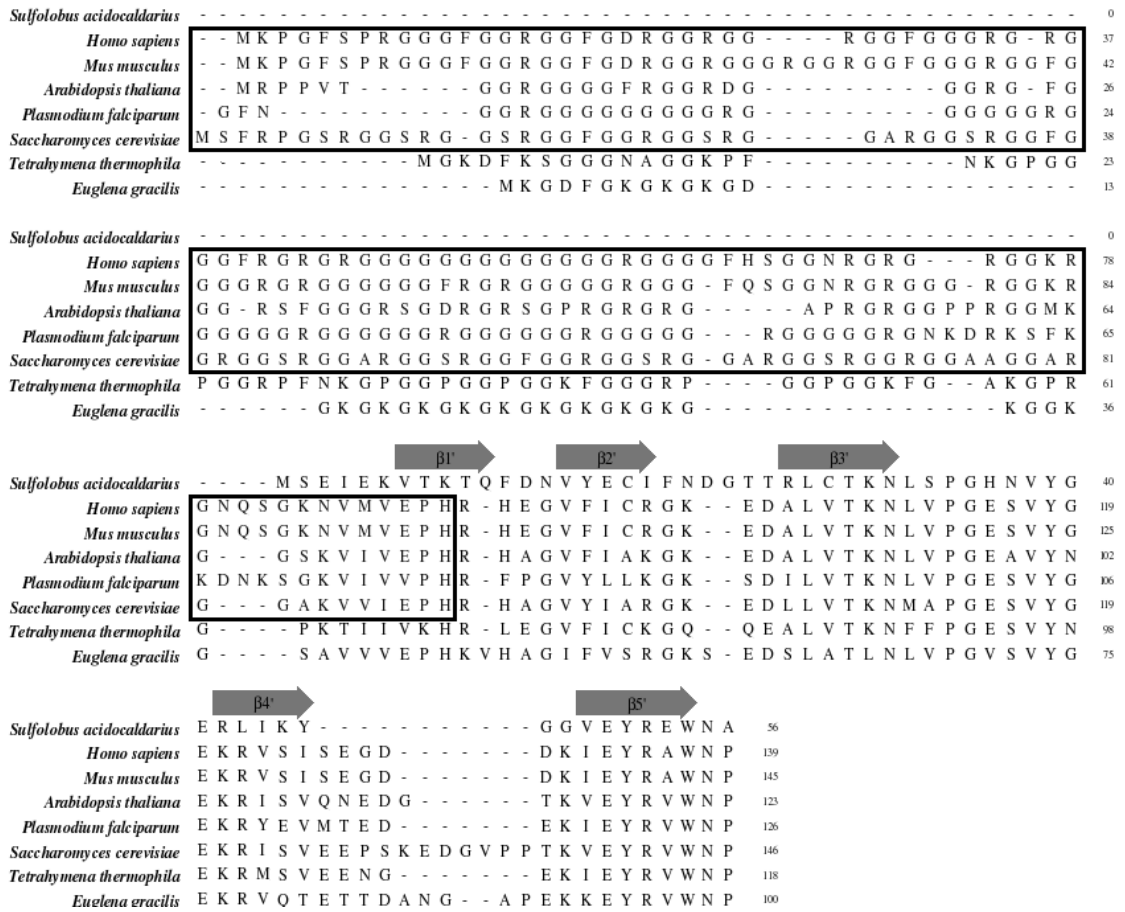 Sulfolobus acidocaldarius - - - - - - - - - - - - - - - - - - - - - - - - - - - - - - - - - - - - - - - - - - - - 0
Homo sapiens - - M K P G F S P R G G G F G G R G G F G D R G G R G G - - - - R G G F G G G R G - R G 37
Mus musculus - - M K P G F S P R G G G F G G R G G F G D R G G R G G G R G G R G G F G G G R G G F G 42
Arabidopsis thaliana - - M R P P V T - - - - - - G G R G G G G F R G G R D G - - - - - - - - - G G R G - F G 26
Plasmodium falciparum - G F N - - - - - - - - - - G G R G G G G G G G G G R G - - - - - - - - - G G G G G R G 24
Saccharomyces cerevisiae M S F R P G S R G G S R G - G S R G G F G G R G G S R G - - - - - G A R G G S R G G F G 38
Tetrahymena thermophila - - - - - - - - - - - M G K D F K S G G G N A G G K P F - - - - - - - - - - N K G P G G 23
Euglena gracilis - - - - - - - - - - - - - - - M K G D F G K G K G K G D - - - - - - - - - - - - - - - - 13
Sulfolobus acidocaldarius - - - - - - - - - - - - - - - - - - - - - - - - - - - - - - - - - - - - - - - - - - - - 0
Homo sapiens G G F R G R G R G G G G G G G G G G G G G R G G G G F H S G G N R G R G - - - R G G K R 78
Mus musculus G G G R G R G G G G G G F R G R G G G G G R G G G - F Q S G G N R G R G G G - R G G K R 84
Arabidopsis thaliana G G - R S F G G G R S G D R G R S G P R G R G R G - - - - - A P R G R G G P P R G G M K 64
Plasmodium falciparum G G G G G R G G G G G G R G R G G G G R G G G G G - - - R G G G G G R G N K D R K S F K 65
Saccharomyces cerevisiae G R G G S R G G A R G G S R G G F G G R G G S R G - G A R G G S R G G R G G A A G G A R 81
Tetrahymena thermophila P G G R P F N K G P G G P G G P G G K F G G G R P - - - - G G P G G K F G - - A K G P R 61
Euglena gracilis - - - - - - G K G K G K G K G K G K G K G K G K G - - - - - - - - - - - - - - - K G G K 36
β1' β2' β3'
Sulfolobus acidocaldarius - - - - M S E I E K V T K T Q F D N V Y E C I F N D G T T R L C T K N L S P G H N V Y G 40
Homo sapiens G N Q S G K N V M V E P H R - H E G V F I C R G K - - E D A L V T K N L V P G E S V Y G 119
Mus musculus G N Q S G K N V M V E P H R - H E G V F I C R G K - - E D A L V T K N L V P G E S V Y G 125
Arabidopsis thaliana G - - - G S K V I V E P H R - H A G V F I A K G K - - E D A L V T K N L V P G E A V Y N 102
Plasmodium falciparum K D N K S G K V I V V P H R - F P G V Y L L K G K - - S D I L V T K N L V P G E S V Y G 106
Saccharomyces cerevisiae G - - - G A K V V I E P H R - H A G V Y I A R G K - - E D L L V T K N M A P G E S V Y G 119
Tetrahymena thermophila G - - - - P K T I I V K H R - L E G V F I C K G Q - - Q E A L V T K N F F P G E S V Y N 98
Euglena gracilis G - - - - S A V V V E P H K V H A G I F V S R G K S - E D S L A T L N L V P G V S V Y G 75
β4' β5'
Sulfolobus acidocaldarius E R L I K Y - - - - - - - - - - - G G V E Y R E W N A 56
Homo sapiens E K R V S I S E G D - - - - - - - D K I E Y R A W N P 139
Mus musculus E K R V S I S E G D - - - - - - - D K I E Y R A W N P 145
Arabidopsis thaliana E K R I S V Q N E D G - - - - - - T K V E Y R V W N P 123
Plasmodium falciparum E K R Y E V M T E D - - - - - - - E K I E Y R V W N P 126
Saccharomyces cerevisiae E K R I S V E E P S K E D G V P P T K V E Y R V W N P 146
Tetrahymena thermophila E K R M S V E E N G - - - - - - - E K I E Y R V W N P 118
Euglena gracilis E K R V Q T E T T D A N G - - A P E K K E Y R V W N P 100